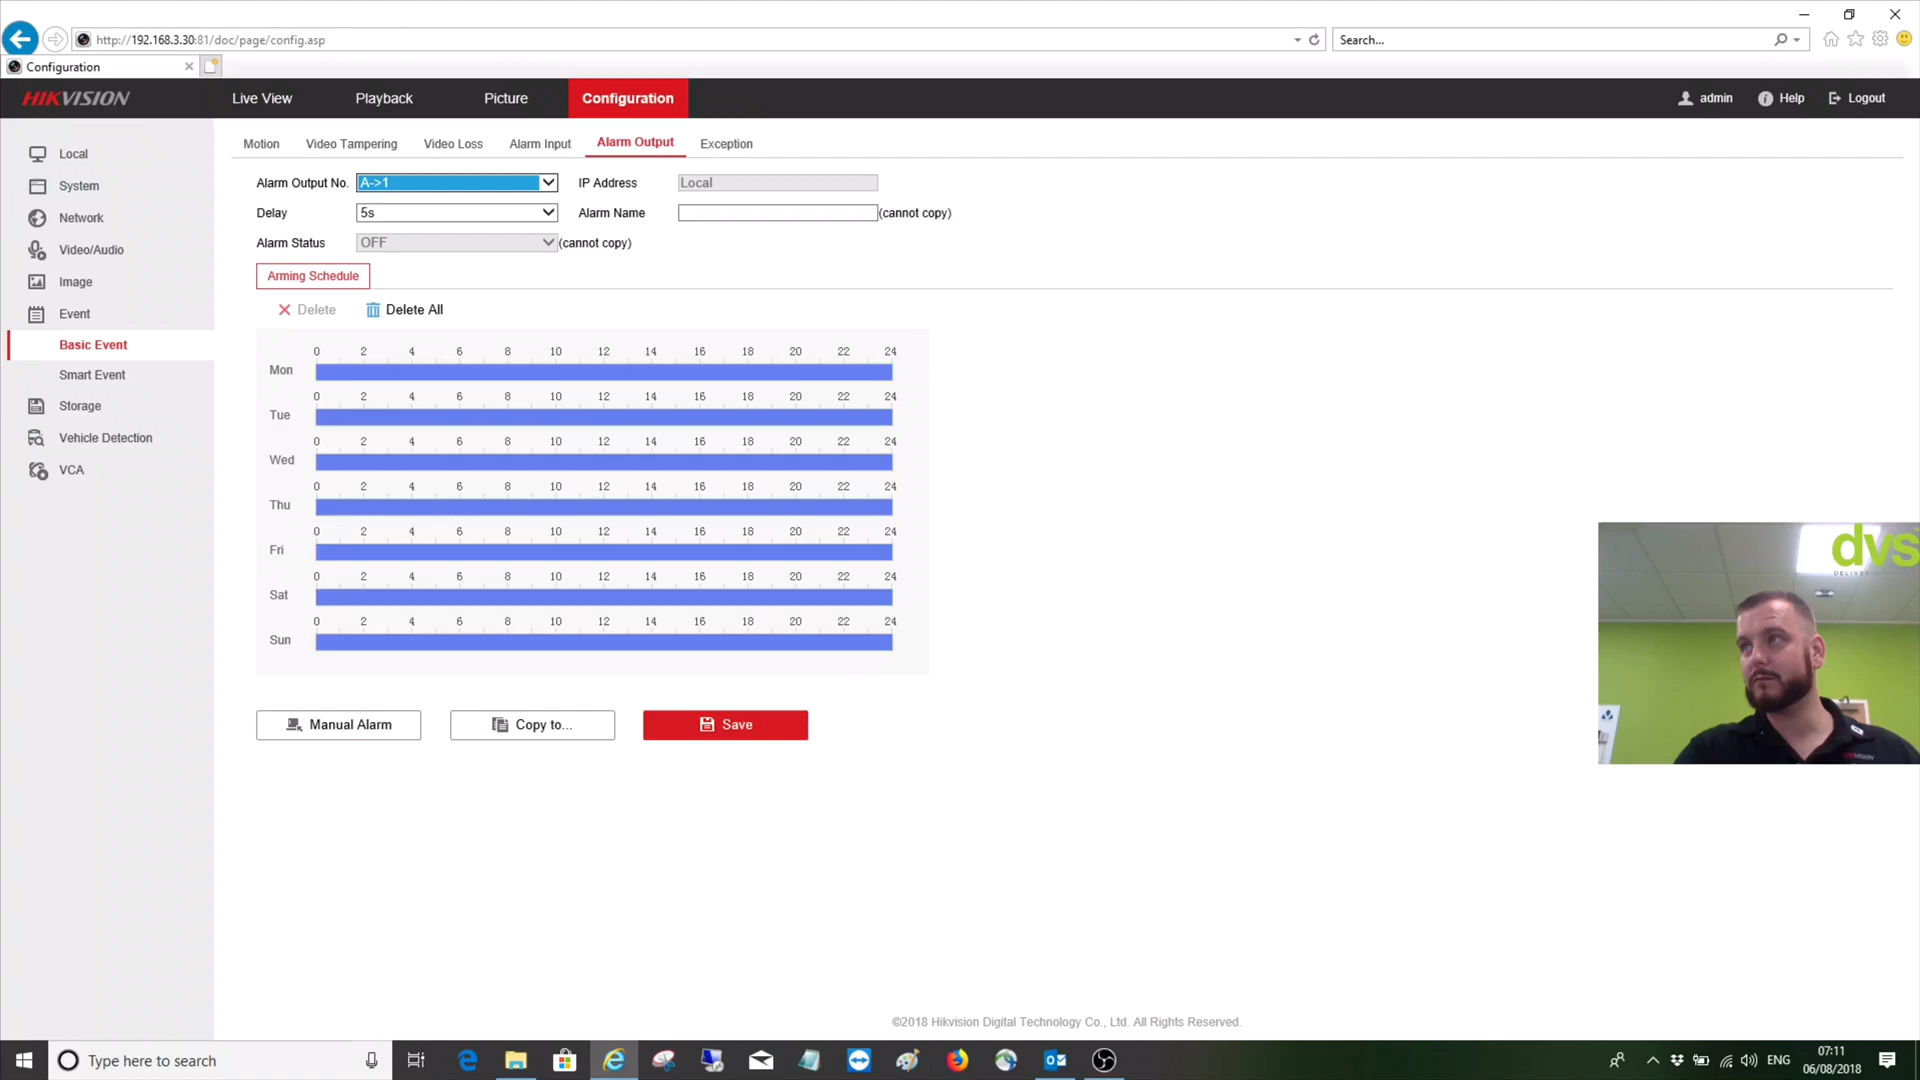 http://192.168.3.30:81/doc/page/config.asp
Search...
Configuration
HIKVISION
Live View
Playback
Picture
Configuration
admin
Help
Logout
Local
System
Network
Video/Audio
Image
Event
Basic Event
Smart Event
Storage
Vehicle Detection
VCA
Motion
Video Tampering
Video Loss
Alarm Input
Alarm Output
Exception
Alarm Output No. A->1
IP Address Local
Delay 5s
Alarm Name (cannot copy)
Alarm Status OFF (cannot copy)
Arming Schedule
Delete
Delete All
0 2 4 6 8 10 12 14 16 18 20 22 24
Mon
0 2 4 6 8 10 12 14 16 18 20 22 24
Tue
0 2 4 6 8 10 12 14 16 18 20 22 24
Wed
0 2 4 6 8 10 12 14 16 18 20 22 24
Thu
0 2 4 6 8 10 12 14 16 18 20 22 24
Fri
0 2 4 6 8 10 12 14 16 18 20 22 24
Sat
0 2 4 6 8 10 12 14 16 18 20 22 24
Sun
Manual Alarm
Copy to...
Save
dvs
©2018 Hikvision Digital Technology Co., Ltd. All Rights Reserved.
Type here to search
ENG
07:11
06/08/2018